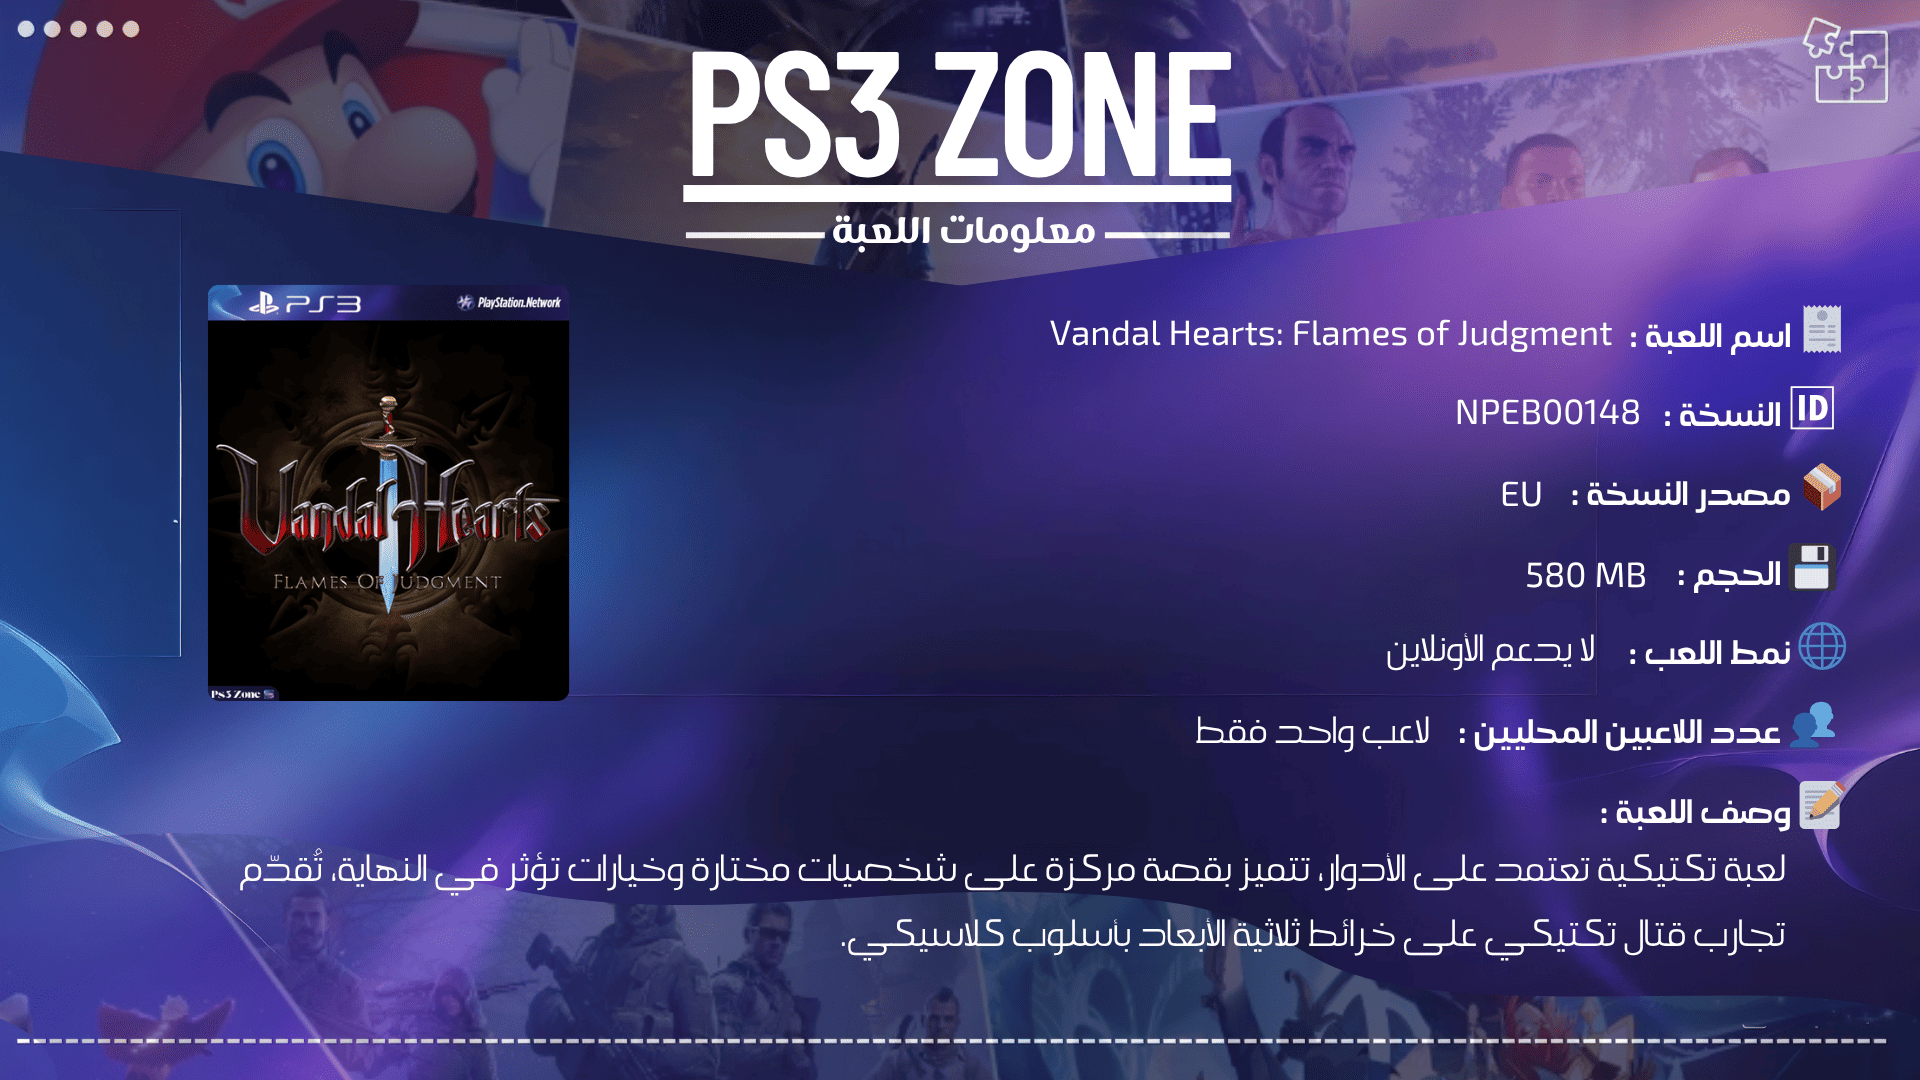 PS3 ZONE
معلومات اللعبة
PS3 PlayStation.Network
Vandal Hearts
FLAMES OF JUDGMENT
Ps3 Zone
اسم اللعبة : Vandal Hearts: Flames of Judgment
ID النسخة : NPEB00148
مصدر النسخة : EU
الحجم : 580 MB
نمط اللعب : لا يدعم الأونلاين
عدد اللاعبين المحليين : لاعب واحد فقط
وصف اللعبة :
لعبة تكتيكية تعتمد على الأدوار، تتميز بقصة مركزة على شخصيات مختارة وخيارات تؤثر في النهاية، تُقدّم
تجارب قتال تكتيكي على خرائط ثلاثية الأبعاد بأسلوب كلاسيكي.